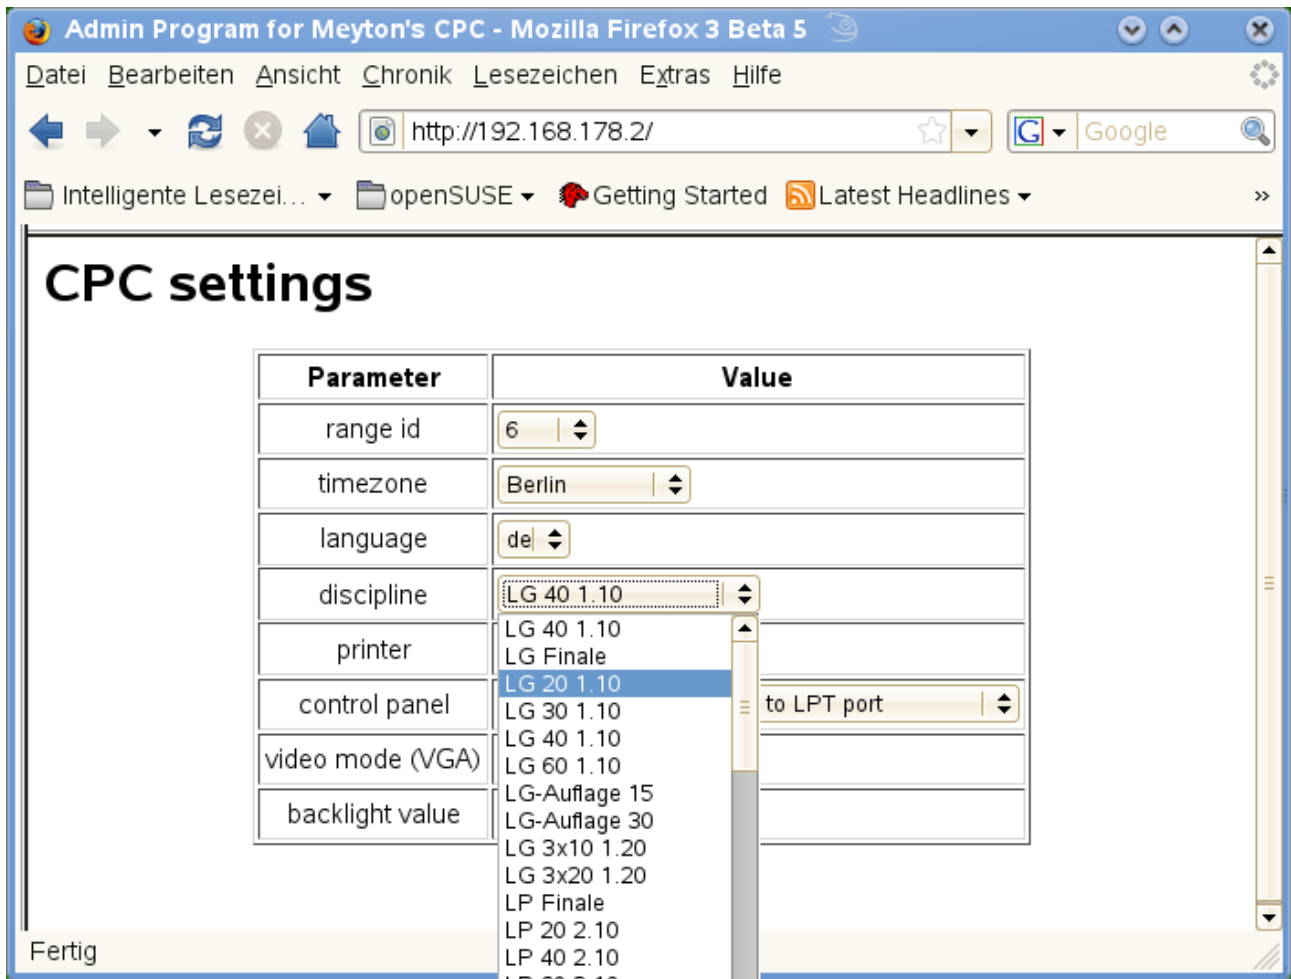 Admin Program for Meyton's CPC - Mozilla Firefox 3 Beta 5
Datei Bearbeiten Ansicht Chronik Lesezeichen Extras Hilfe
http://192.168.178.2/ G Google
Intelligente Lesezei... openSUSE Getting Started Latest Headlines »
CPC settings
Parameter Value
range id 6
timezone Berlin
language de
discipline LG 40 1.10
LG 40 1.10
printer LG Finale
LG 20 1.10
control panel to LPT port
LG 30 1.10
LG 40 1.10
video mode (VGA)
LG 60 1.10
LG-Auflage 15
backlight value LG-Auflage 30
LG 3x10 1.20
LG 3x20 1.20
LP Finale
LP 20 2.10
Fertig
LP 40 2.10